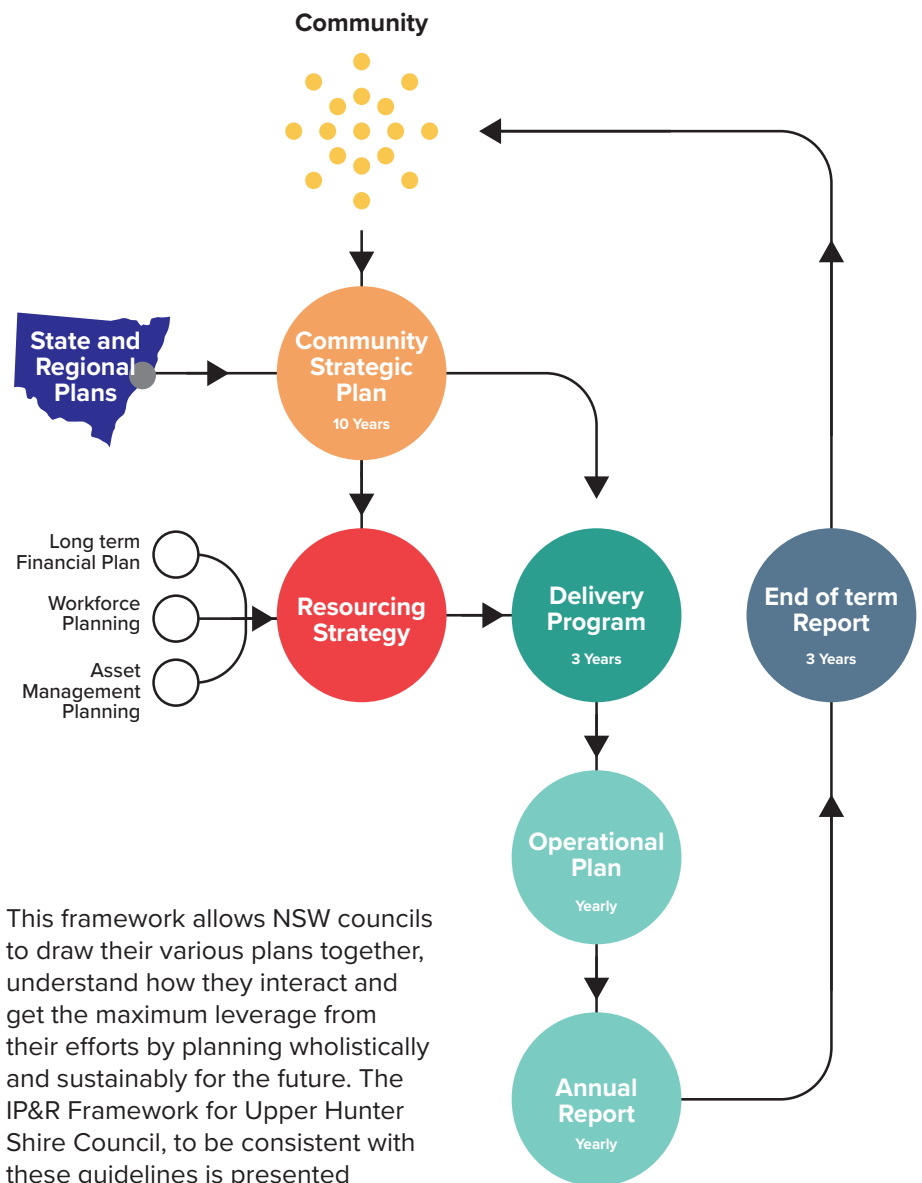 Community
State and
Regional
Plans
Community
Strategic
Plan
10 Years
Long term
Financial Plan
Workforce
Planning
Asset
Management
Planning
Resourcing
Strategy
Delivery
Program
3 Years
End of term
Report
3 Years
Operational
Plan
Yearly
Annual
Report
Yearly
This framework allows NSW councils
to draw their various plans together,
understand how they interact and
get the maximum leverage from
their efforts by planning wholistically
and sustainably for the future. The
IP&R Framework for Upper Hunter
Shire Council, to be consistent with
these guidelines is presented